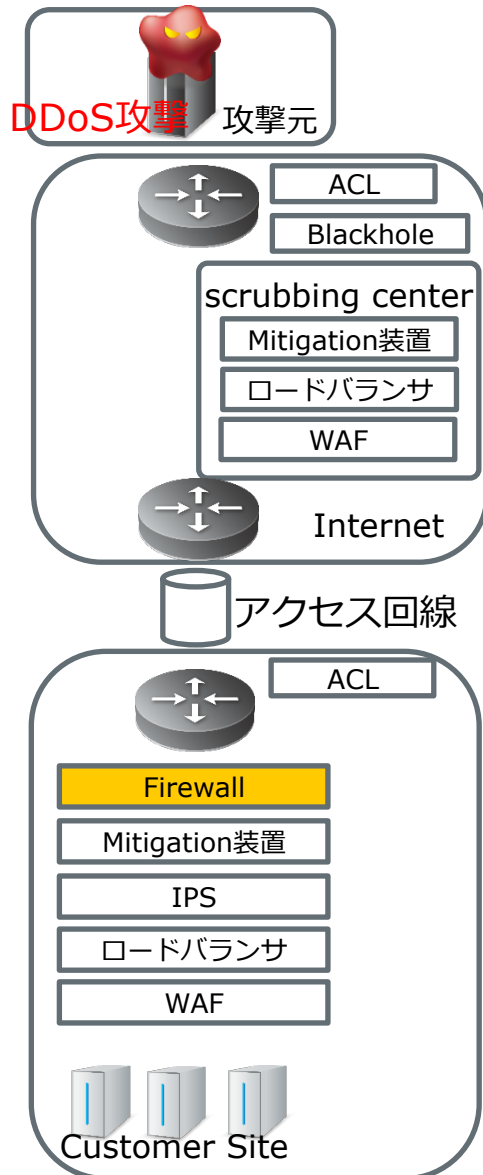 DDoS攻撃
攻撃元
ACL
Blackhole
scrubbing center
Mitigation装置
ロードバランサ
WAF
Internet
アクセス回線
ACL
Firewall
Mitigation装置
IPS
ロードバランサ
WAF
Customer Site